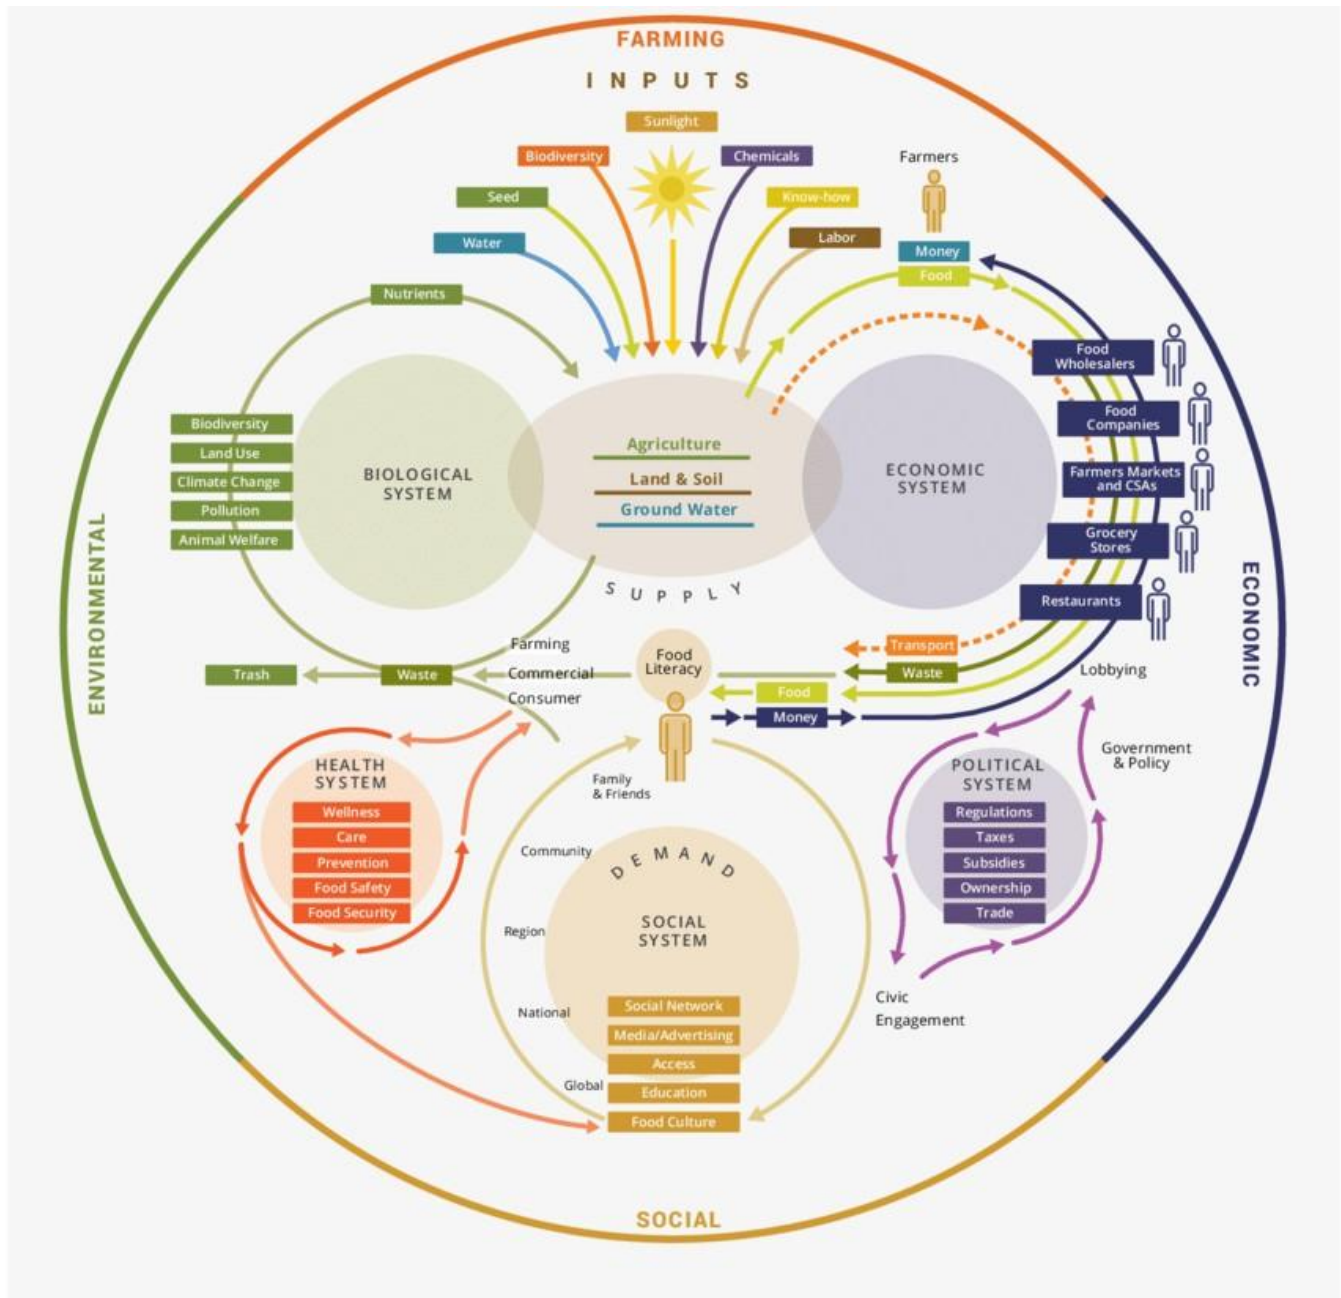 FARMING
INPUTS
Sunlight
Biodiversity
Chemicals
Farmers
Seed
Know-how
Water
Labor
Money
Food
Nutrients
Food
Wholesalers
Food
Companies
Farmers Markets
and CSAs
Grocery
Stores
Restaurants
Biodiversity
Land Use
Climate Change
Pollution
Animal Welfare
BIOLOGICAL
SYSTEM
Agriculture
Land & Soil
Ground Water
ECONOMIC
SYSTEM
SUPPLY
ENVIRONMENTAL
ECONOMIC
Farming
Commercial
Consumer
Trash
Waste
Food
Literacy
Transport
Waste
Food
Money
Lobbying
Government
& Policy
HEALTH
SYSTEM
Wellness
Care
Prevention
Food Safety
Food Security
Family
& Friends
Community
Region
National
Global
DEMAND
SOCIAL
SYSTEM
Social Network
Media/Advertising
Access
Education
Food Culture
POLITICAL
SYSTEM
Regulations
Taxes
Subsidies
Ownership
Trade
Civic
Engagement
SOCIAL